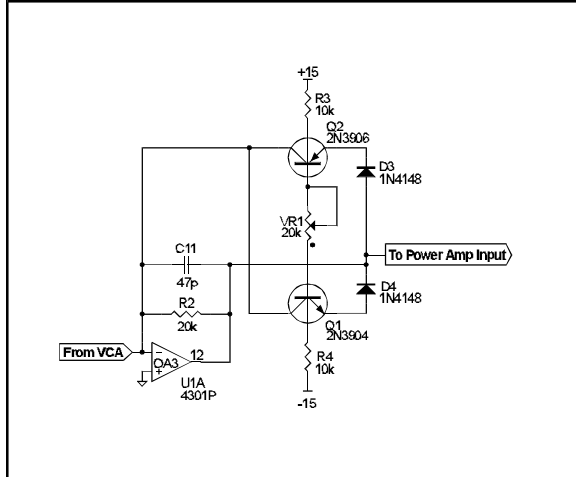 +15
R3
10k
Q2
2N3906
D3
1N4148
VR1
20k
C11
47p
To Power Amp Input
D4
1N4148
R2
20k
Q1
2N3904
From VCA
-
OA3
+
12
R4
10k
U1A
4301P
-15